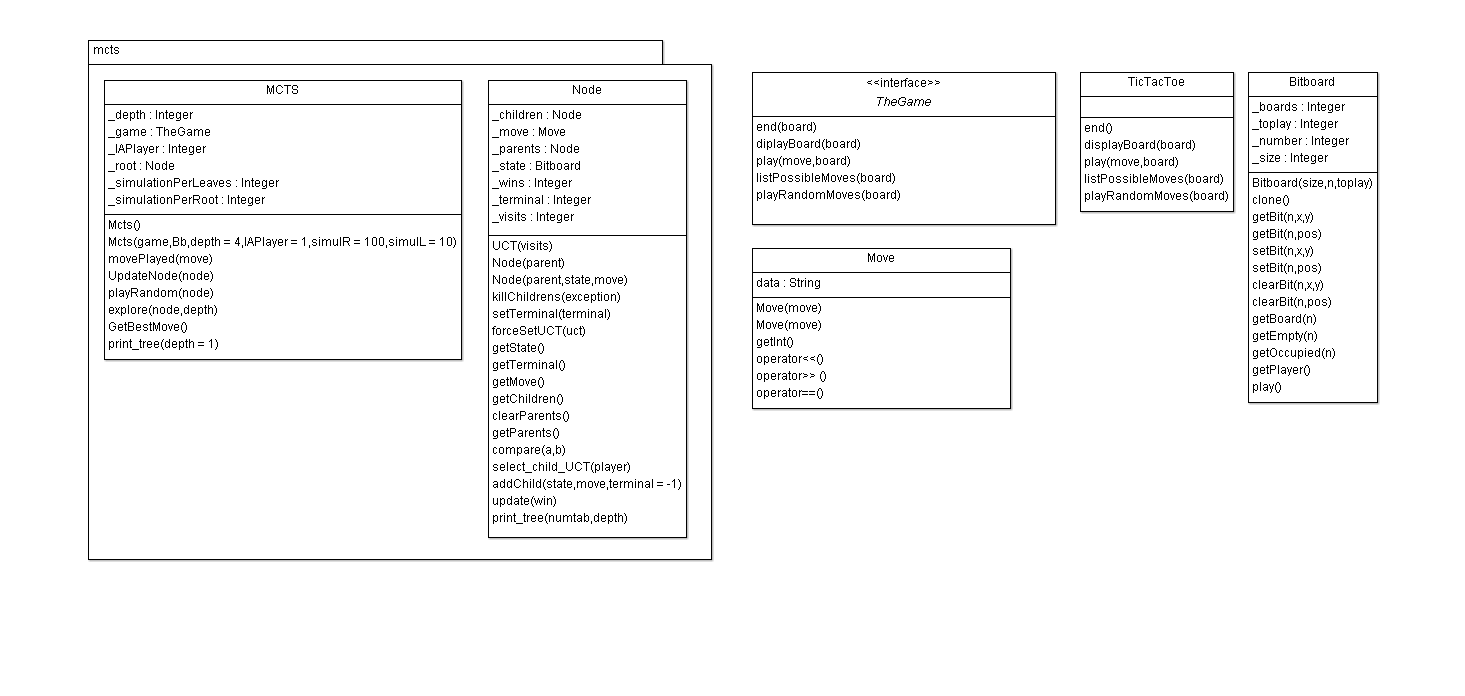 mcts
MCTS
_depth : Integer
_game : TheGame
_IAPlayer : Integer
_root : Node
_simulationPerLeaves : Integer
_simulationPerRoot : Integer
Mcts()
Mcts(game,Bb,depth = 4,IAPlayer = 1,simulR = 100,simulL = 10)
movePlayed(move)
UpdateNode(node)
playRandom(node)
explore(node,depth)
GetBestMove()
print_tree(depth = 1)
Node
_children : Node
_move : Move
_parents : Node
_state : Bitboard
_wins : Integer
_terminal : Integer
_visits : Integer
UCT(visits)
Node(parent)
Node(parent,state,move)
killChildrens(exception)
setTerminal(terminal)
forceSetUCT(uct)
getState()
getTerminal()
getMove()
getChildren()
clearParents()
getParents()
compare(a,b)
select_child_UCT(player)
addChild(state,move,terminal = -1)
update(win)
print_tree(numtab,depth)
<<interface>>
TheGame
end(board)
diplayBoard(board)
play(move,board)
listPossibleMoves(board)
playRandomMoves(board)
Move
data : String
Move(move)
Move(move)
getInt()
operator<<()
operator>> ()
operator==()
TicTacToe
end()
displayBoard(board)
play(move,board)
listPossibleMoves(board)
playRandomMoves(board)
Bitboard
_boards : Integer
_toplay : Integer
_number : Integer
_size : Integer
Bitboard(size,n,toplay)
clone()
getBit(n,x,y)
getBit(n,pos)
setBit(n,x,y)
setBit(n,pos)
clearBit(n,x,y)
clearBit(n,pos)
getBoard(n)
getEmpty(n)
getOccupied(n)
getPlayer()
play()